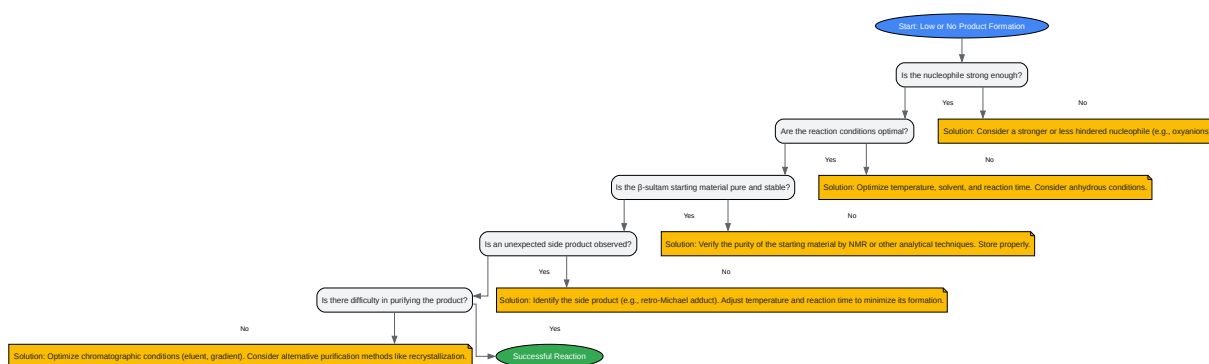 Start: Low or No Product Formation
Is the nucleophile strong enough?
Yes
No
Are the reaction conditions optimal?
Solution: Consider a stronger or less hindered nucleophile (e.g., oxyanions
Yes
No
Is the β-sultam starting material pure and stable?
Solution: Optimize temperature, solvent, and reaction time. Consider anhydrous conditions.
Yes
No
Is an unexpected side product observed?
Solution: Verify the purity of the starting material by NMR or other analytical techniques. Store properly.
Yes
No
Is there difficulty in purifying the product?
Solution: Identify the side product (e.g., retro-Michael adduct). Adjust temperature and reaction time to minimize its formation.
No
Yes
Solution: Optimize chromatographic conditions (eluent, gradient). Consider alternative purification methods like recrystallization.
Successful Reaction